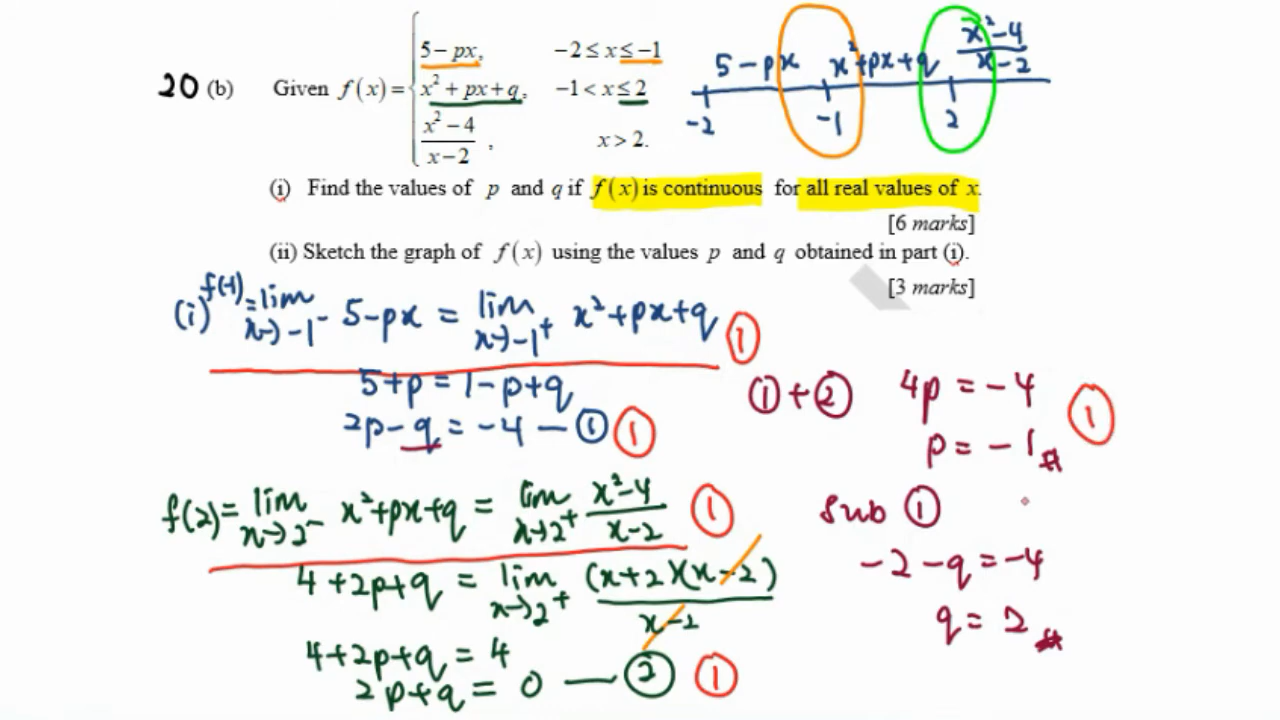 20 (b) Given f(x) = { 5 − px, −2 ≤ x ≤ −1
x² + px + q, −1 < x ≤ 2
x² − 4 / x − 2 , x > 2.
5 − px x² + px + q x² − 4 / x − 2
−2 −1 2
(i) Find the values of p and q if f(x) is continuous for all real values of x.
[6 marks]
(ii) Sketch the graph of f(x) using the values p and q obtained in part (i).
[3 marks]
(i) f(-1) = lim x→−1⁻ 5 − px = lim x→−1⁺ x² + px + q ①
5 + p = 1 − p + q
2p − q = −4 — ① ①
f(2) = lim x→2⁻ x² + px + q = lim x→2⁺ x² − 4 / x − 2 ①
4 + 2p + q = lim x→2⁺ (x + 2)(x − 2) / x − 2
4 + 2p + q = 4
2p + q = 0 — ② ①
① + ② 4p = −4
p = −1 # ①
sub ①
−2 − q = −4
q = 2 #